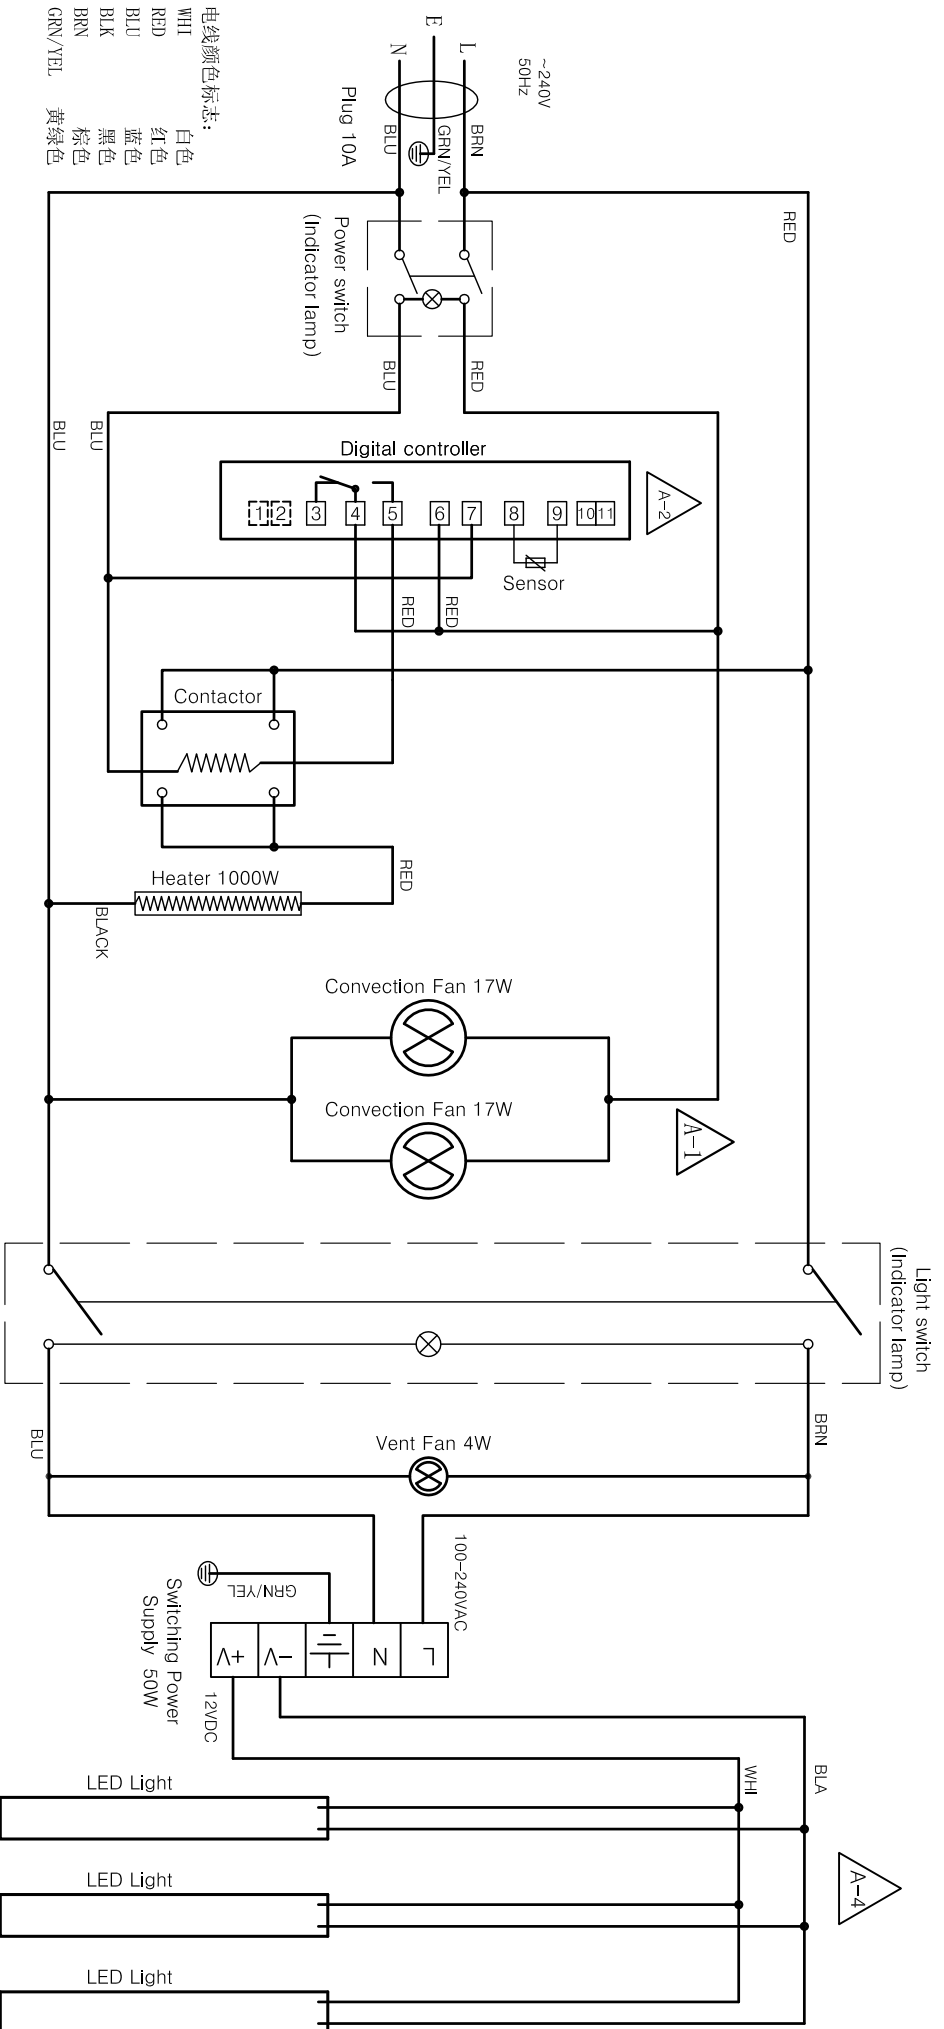 ~240V
50Hz
L
E
N
BRN
GRN/YEL
BLU
Plug 10A
电线颜色标志:
WHI 白色
RED 红色
BLU 蓝色
BLK 黑色
BRN 棕色
GRN/YEL 黄绿色
RED
Power switch
(Indicator lamp)
RED
BLU
BLU
BLU
Digital controller
1 2 3 4 5 6 7 8 9 10 11
A-2
Sensor
RED
RED
Contactor
Heater 1000W
RED
BLACK
Convection Fan 17W
Convection Fan 17W
A-1
Light switch
(Indicator lamp)
BRN
BLU
Vent Fan 4W
100-240VAC
GRN/YEL
Switching Power
Supply 50W
V+
V-
N
L
12VDC
BLA
WHI
LED Light
LED Light
LED Light
A-4